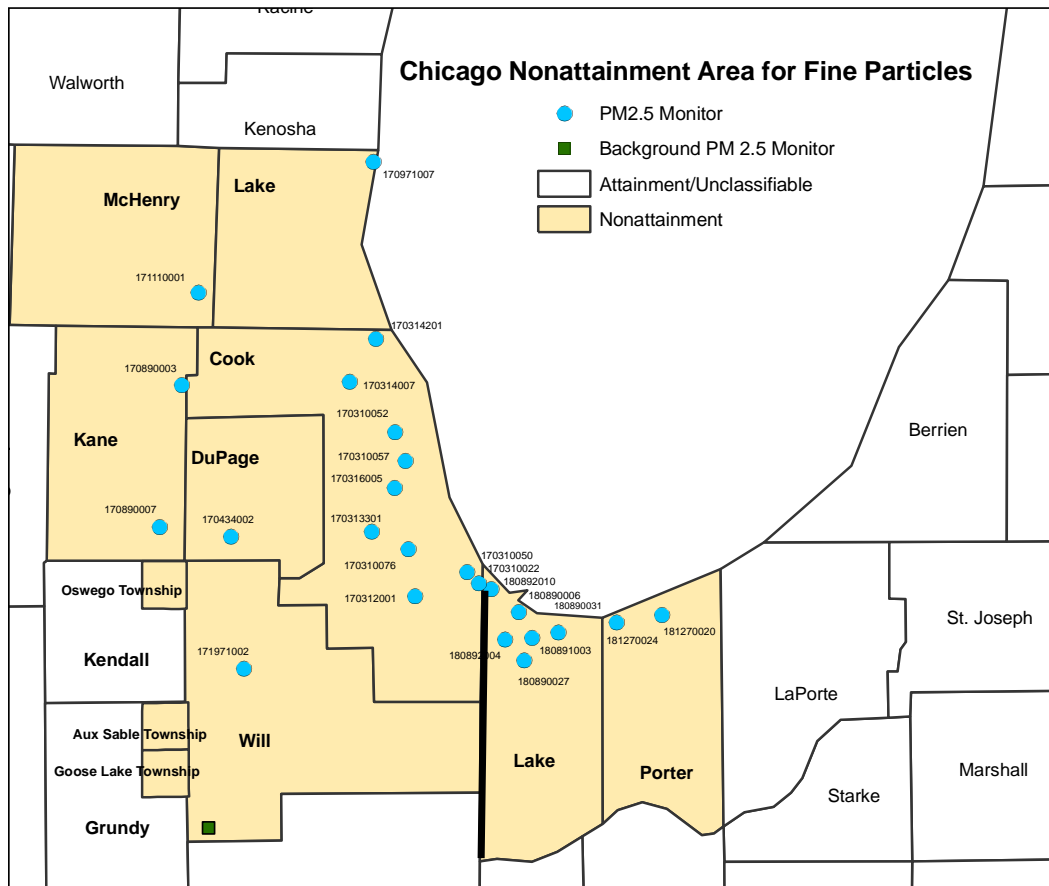 Racine
Walworth
Kenosha
Chicago Nonattainment Area for Fine Particles
PM2.5 Monitor
Background PM 2.5 Monitor
Attainment/Unclassifiable
Nonattainment
McHenry
Lake
170971007
171110001
170314201
Cook
170890003
170314007
170310052
Kane
DuPage
170310057
170316005
Berrien
170890007
170434002
170313301
170310076
170310050
170310022
180892010
180890006
180890031
Oswego Township
170312001
181270024
181270020
St. Joseph
Kendall
171971002
180892004
180891003
180890027
LaPorte
Aux Sable Township
Will
Goose Lake Township
Lake
Porter
Marshall
Starke
Grundy